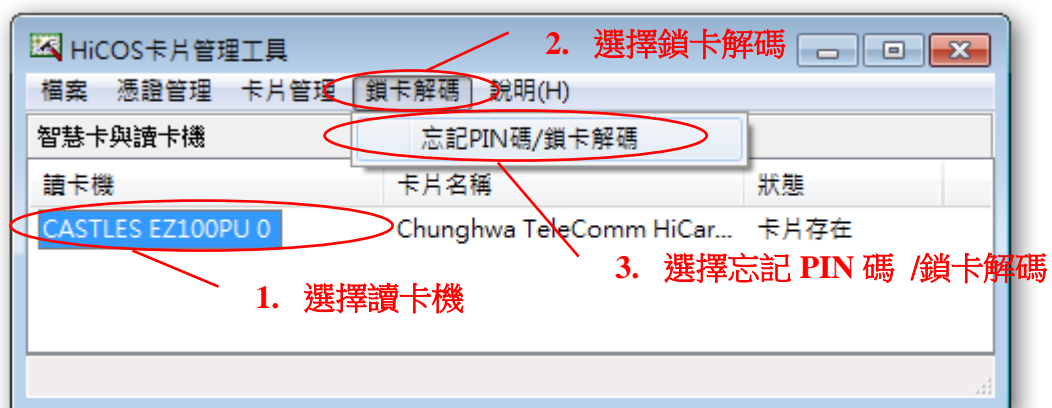 HiCOS卡片管理工具
2. 選擇鎖卡解碼
檔案 憑證管理 卡片管理 鎖卡解碼 說明(H)
智慧卡與讀卡機
忘記PIN碼/鎖卡解碼
讀卡機 卡片名稱 狀態
CASTLES EZ100PU 0 Chunghwa TeleComm HiCar... 卡片存在
3. 選擇忘記 PIN 碼 /鎖卡解碼
1. 選擇讀卡機